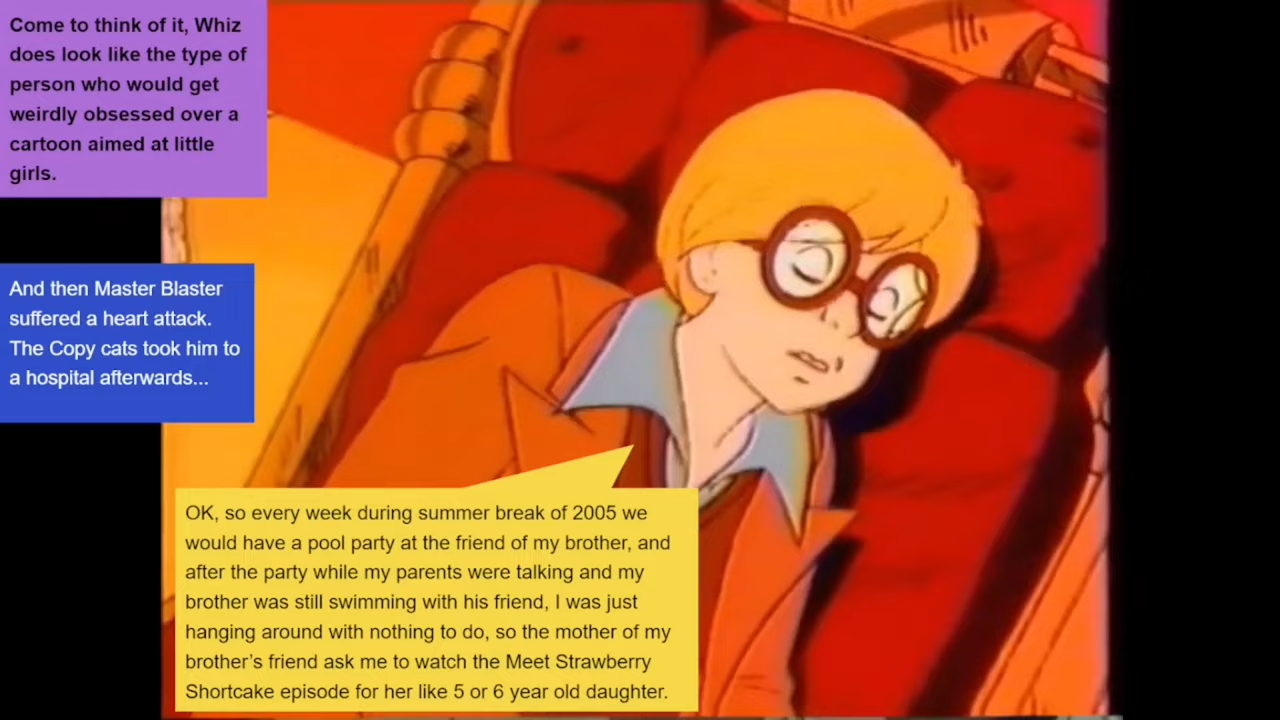 Come to think of it, Whiz
does look like the type of
person who would get
weirdly obsessed over a
cartoon aimed at little
girls.
And then Master Blaster
suffered a heart attack.
The Copy cats took him to
a hospital afterwards...
OK, so every week during summer break of 2005 we
would have a pool party at the friend of my brother, and
after the party while my parents were talking and my
brother was still swimming with his friend, I was just
hanging around with nothing to do, so the mother of my
brother’s friend ask me to watch the Meet Strawberry
Shortcake episode for her like 5 or 6 year old daughter.